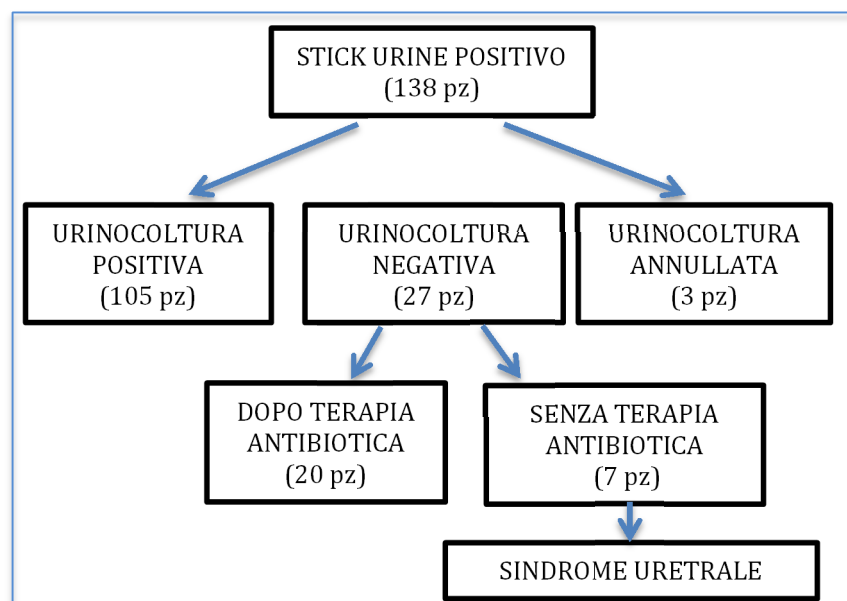 STICK URINE POSITIVO
(138 pz)
URINOCOLTURA
POSITIVA
(105 pz)
URINOCOLTURA
NEGATIVA
(27 pz)
URINOCOLTURA
ANNULLATA
(3 pz)
DOPO TERAPIA
ANTIBIOTICA
(20 pz)
SENZA TERAPIA
ANTIBIOTICA
(7 pz)
SINDROME URETRALE